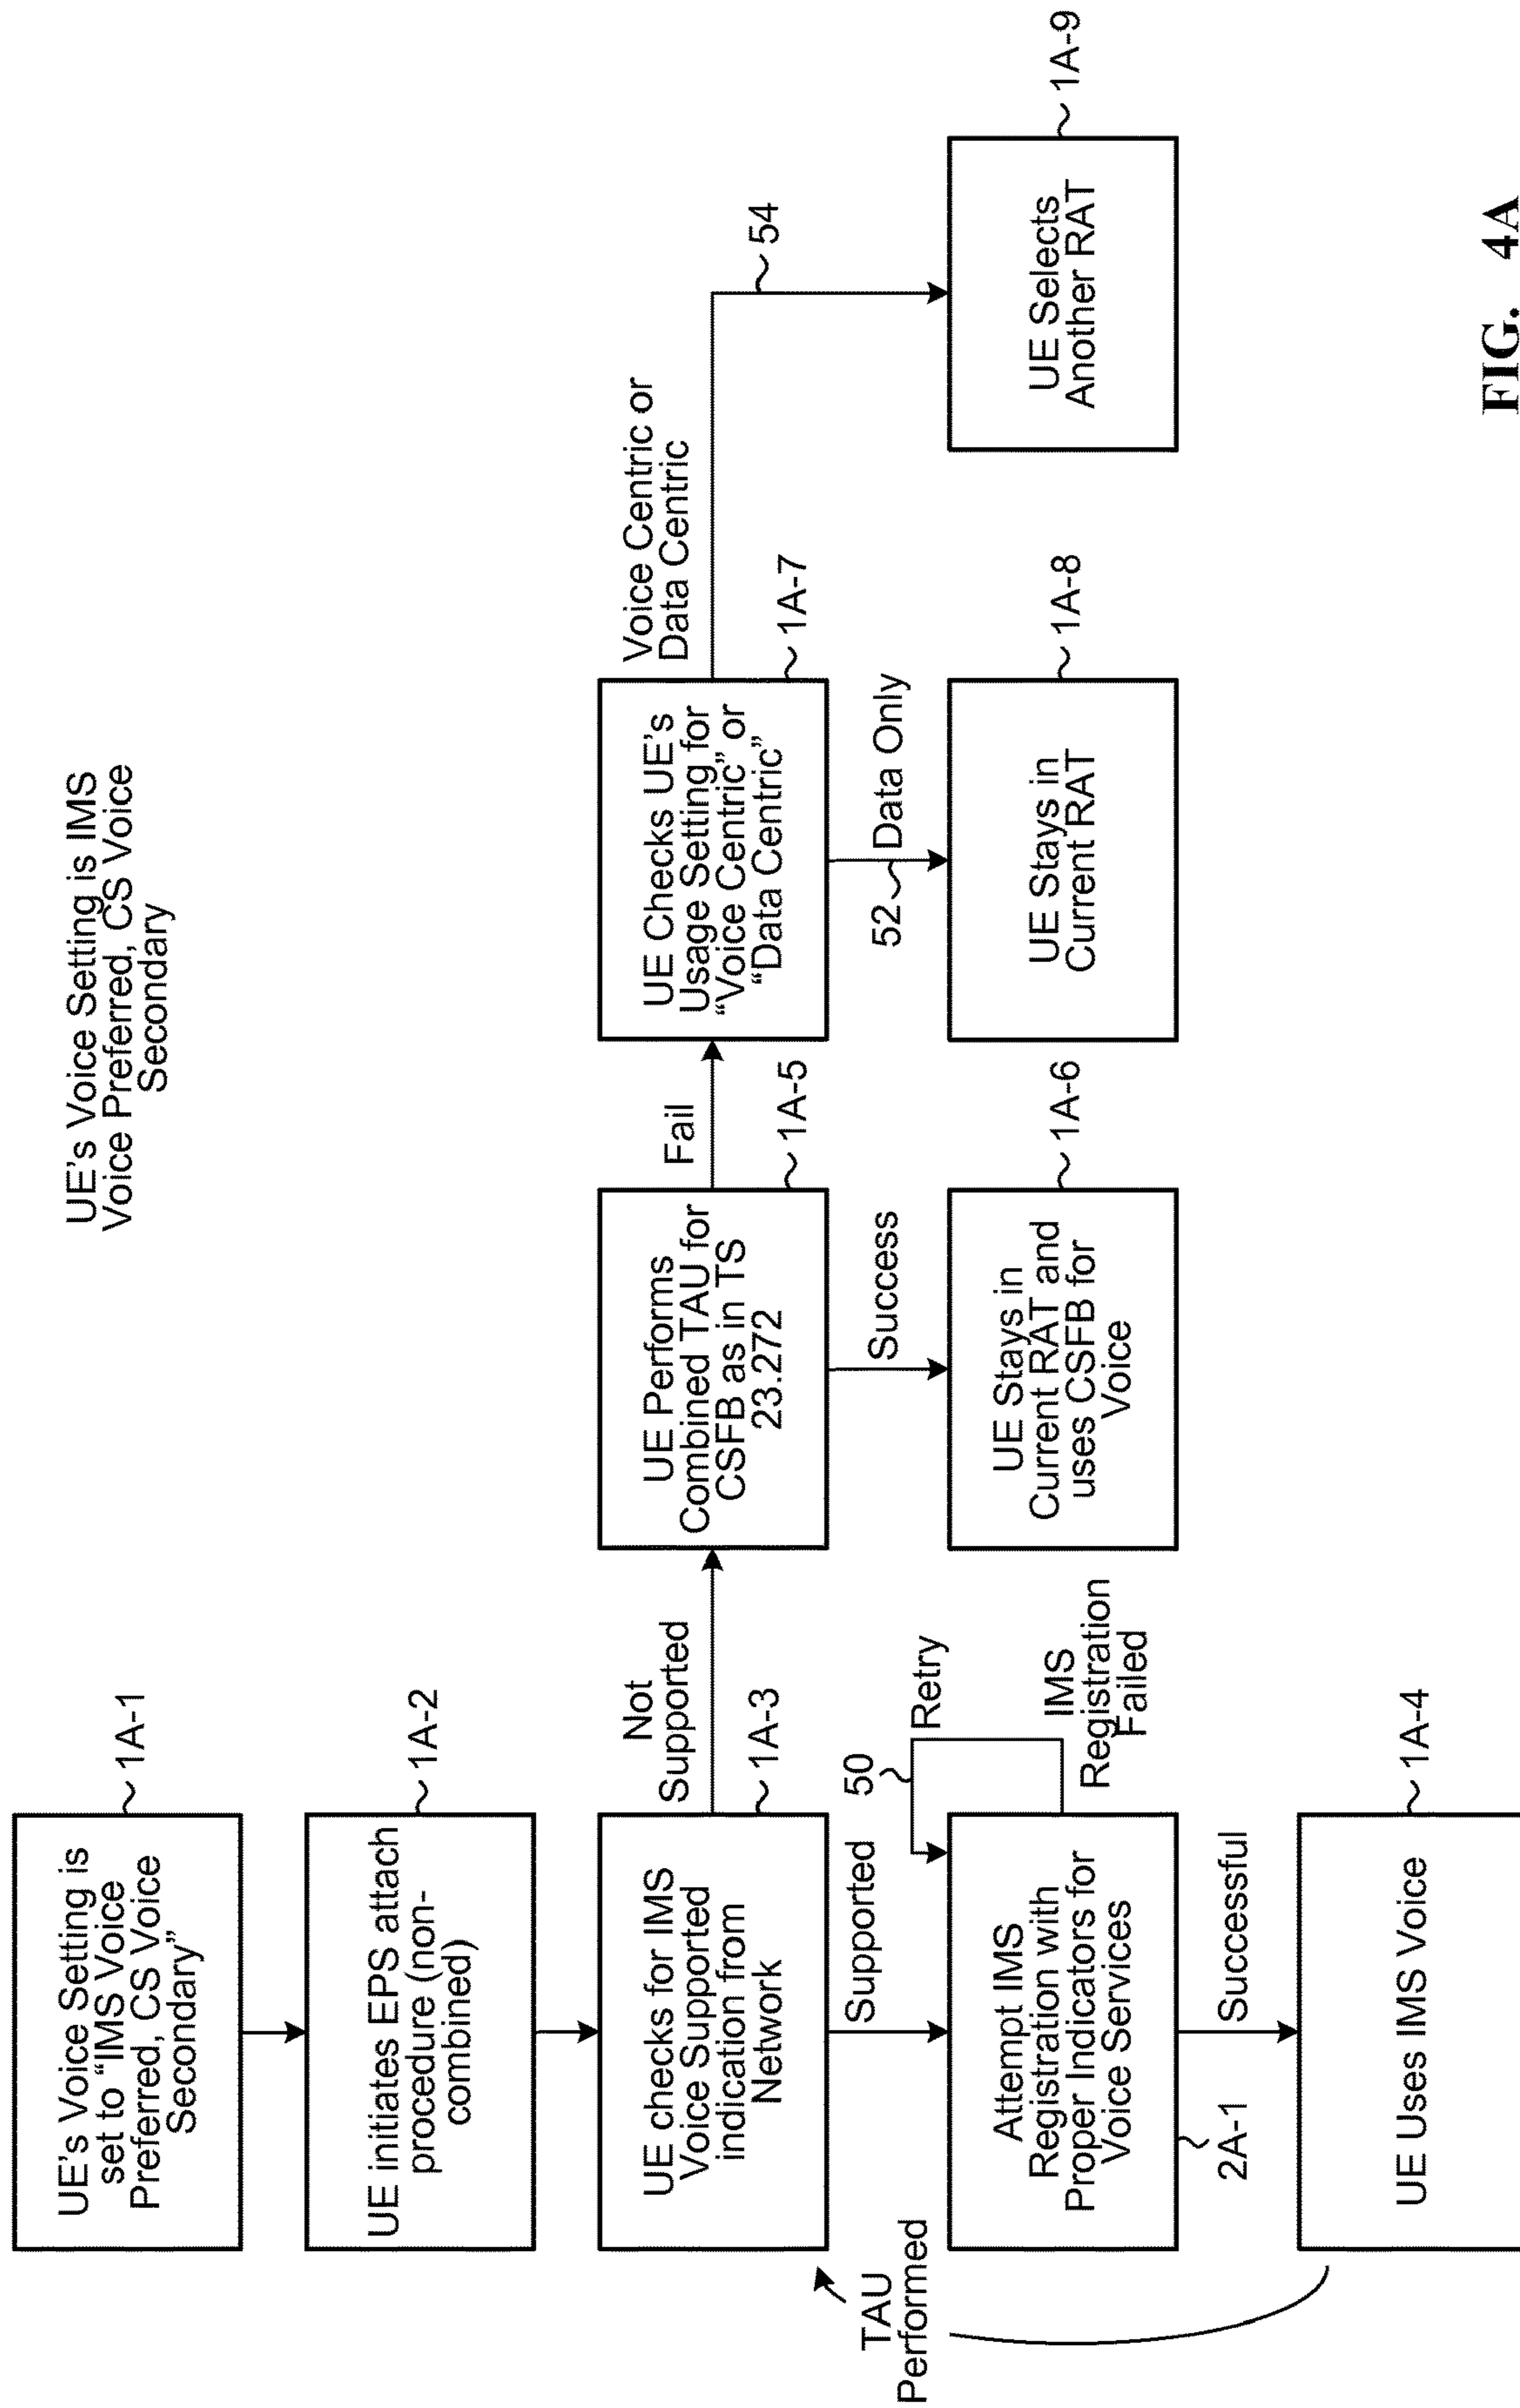 UE's Voice Setting is IMS
Voice Preferred, CS Voice
Secondary
UE's Voice Setting is
set to “IMS Voice
Preferred, CS Voice
Secondary”
1A-1
UE initiates EPS attach
procedure (non-
combined)
1A-2
UE checks for IMS
Voice Supported
indication from
Network
1A-3
Not
Supported
UE Performs
Combined TAU for
CSFB as in TS
23.272
1A-5
Fail
UE Checks UE's
Usage Setting for
“Voice Centric” or
“Data Centric”
1A-7
Voice Centric or
Data Centric
54
TAU
Performed
Supported
50
Retry
Success
52
Data Only
Attempt IMS
Registration with
Proper Indicators for
Voice Services
2A-1
IMS
Registration
Failed
UE Stays in
Current RAT and
uses CSFB for
Voice
1A-6
UE Stays in
Current RAT
1A-8
UE Selects
Another RAT
1A-9
Successful
UE Uses IMS Voice
1A-4
FIG. 4A